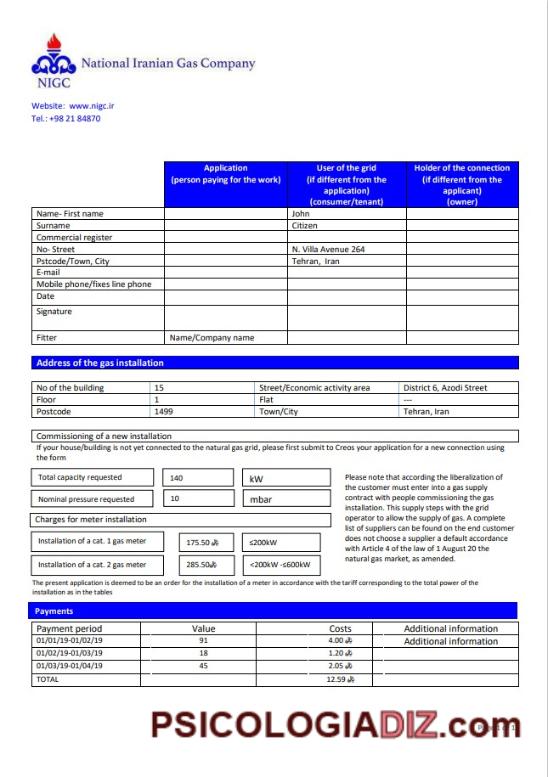 National Iranian Gas Company
NIGC
Website: www.nigc.ir
Tel.: +98 21 84870
Application
(person paying for the work)
User of the grid
(if different from the
application)
(consumer/tenant)
Holder of the connection
(if different from the
applicant)
(owner)
Name- First name John
Surname Citizen
Commercial register
No- Street N. Villa Avenue 264
Pstcode/Town, City Tehran, Iran
E-mail
Mobile phone/fixes line phone
Date
Signature
Fitter Name/Company name
Address of the gas installation
No of the building 15 Street/Economic activity area District 6, Azodi Street
Floor 1 Flat ---
Postcode 1499 Town/City Tehran, Iran
Commissioning of a new installation
If your house/building is not yet connected to the natural gas grid, please first submit to Creos your application for a new connection using
the form
Total capacity requested 140 kW
Nominal pressure requested 10 mbar
Charges for meter installation
Installation of a cat. 1 gas meter 175.50 ≤200kW
Installation of a cat. 2 gas meter 285.50 <200kW -≤600kW
Please note that according the liberalization of
the customer must enter into a gas supply
contract with people commissioning the gas
installation. This supply steps with the grid
operator to allow the supply of gas. A complete
list of suppliers can be found on the end customer
does not choose a supplier a default accordance
with Article 4 of the law of 1 August 20 the
natural gas market, as amended.
The present application is deemed to be an order for the installation of a meter in accordance with the tariff corresponding to the total power of the
installation as in the tables
Payments
Payment period Value Costs Additional information
01/01/19-01/02/19 91 4.00 Additional information
01/02/19-01/03/19 18 1.20
01/03/19-01/04/19 45 2.05
TOTAL 12.59
PSICOLOGIADIZ.com